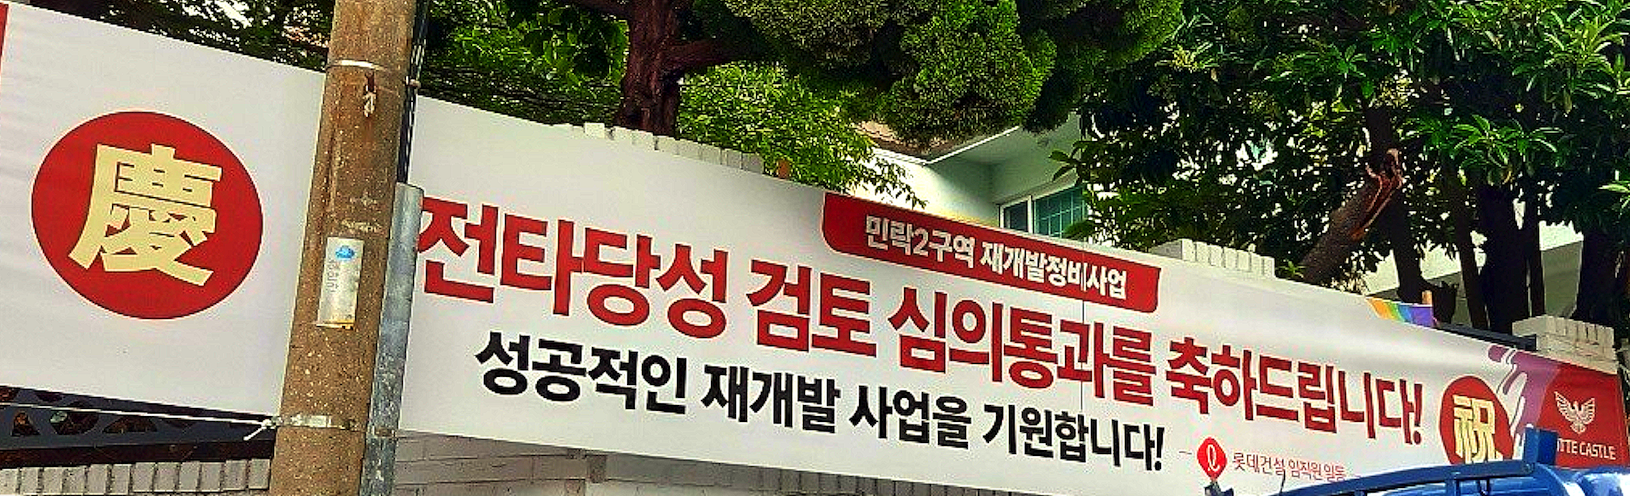 慶
민락2구역 재개발정비사업
전타당성 검토 심의통과를 축하드립니다!
성공적인 재개발 사업을 기원합니다!
롯데건설 임직원 일동
祝
TTE CASTLE